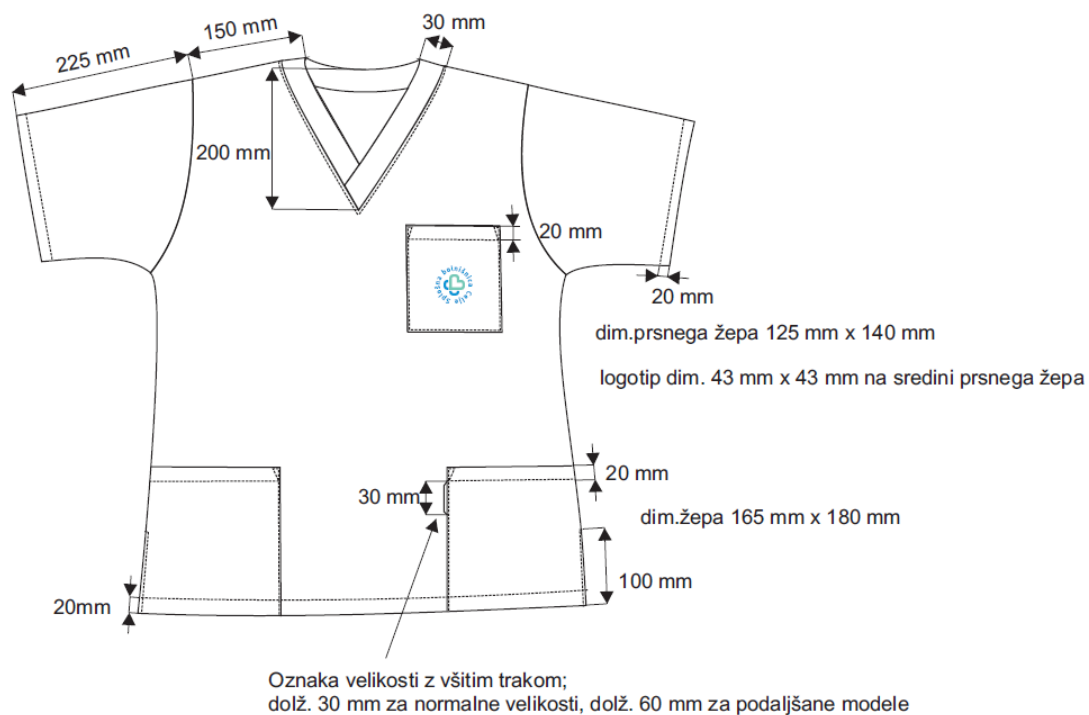 150 mm
30 mm
225 mm
200 mm
20 mm
Splošna bolnišnica Celje
20 mm
dim.prsnega žepa 125 mm x 140 mm
logotip dim. 43 mm x 43 mm na sredini prsnega žepa
20 mm
30 mm
dim.žepa 165 mm x 180 mm
100 mm
20mm
Oznaka velikosti z všitim trakom;
dolž. 30 mm za normalne velikosti, dolž. 60 mm za podaljšane modele